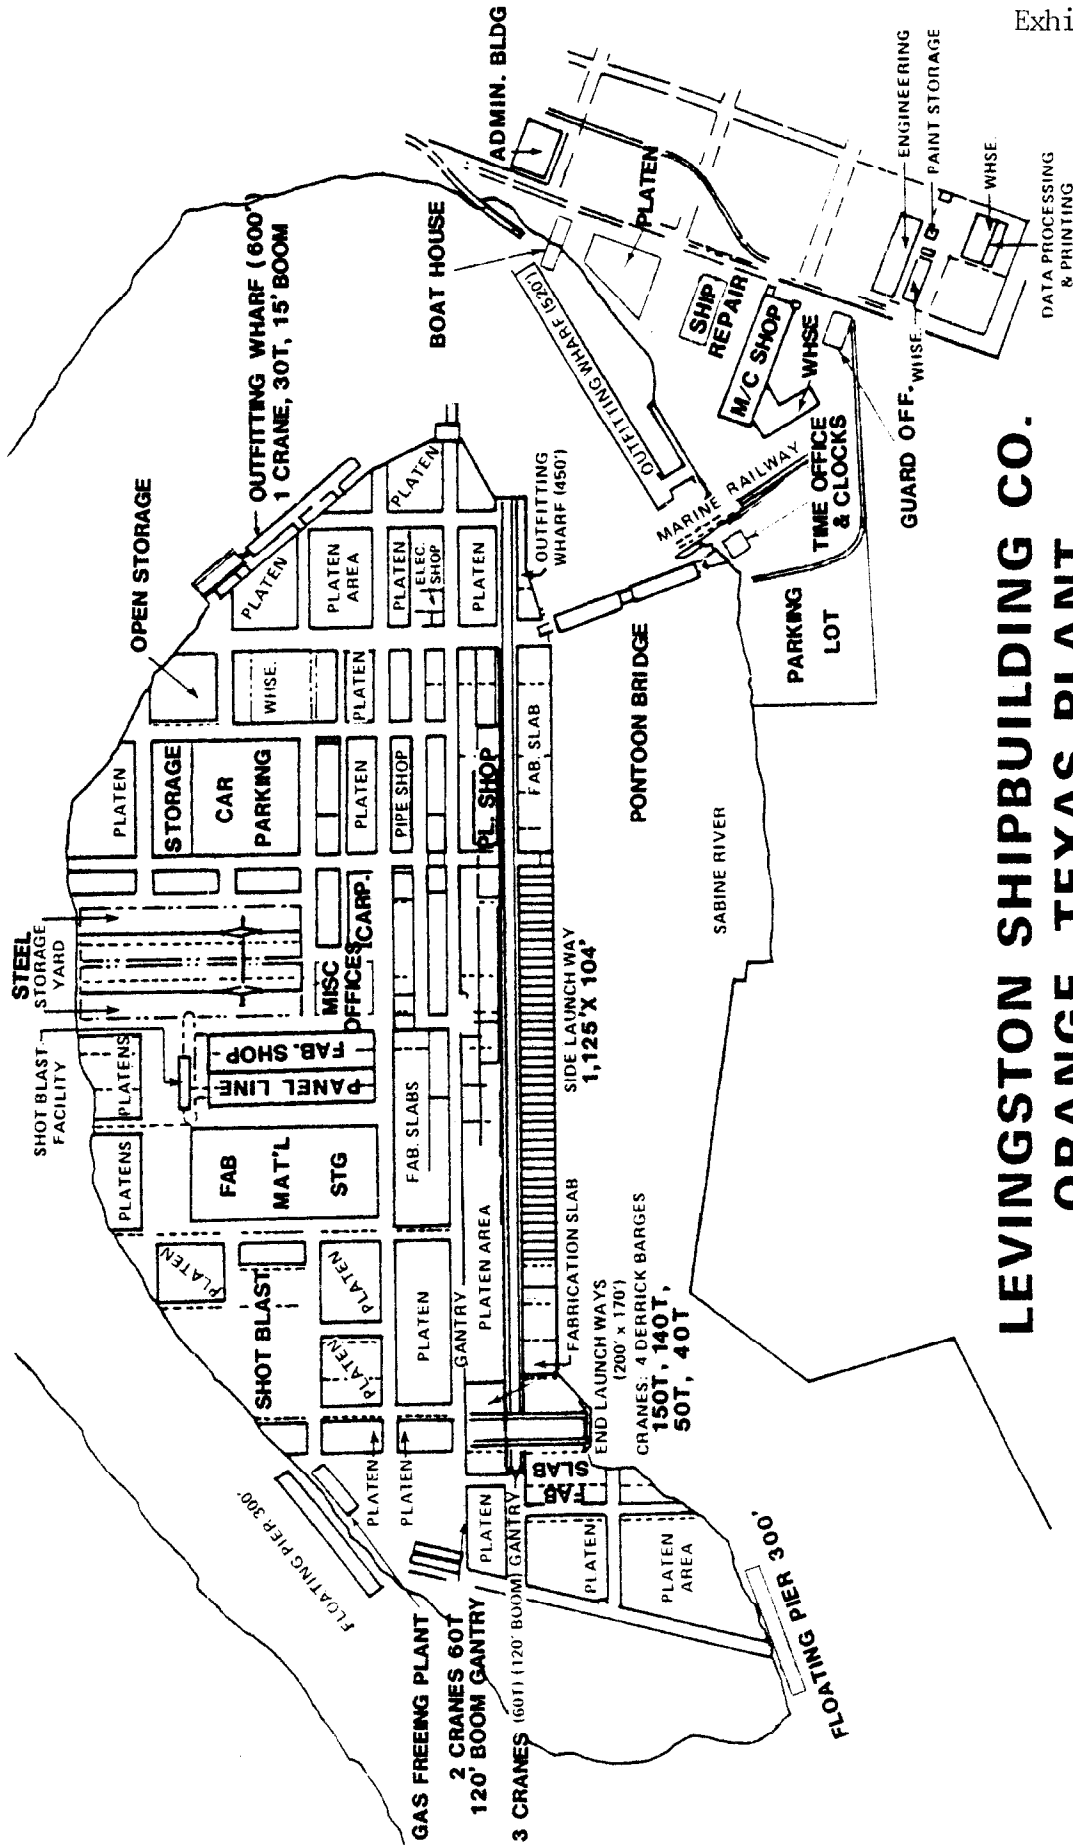 Exhi
STEEL
STORAGE
YARD
SHOT BLAST
FACILITY
PLATENS
PLATENS
PLATEN
OPEN STORAGE
OUTFITTING WHARF (600')
1 CRANE, 30T, 15' BOOM
ADMIN. BLDG
BOAT HOUSE
PLATEN
STORAGE
CAR
PARKING
WHSE.
PLATEN
PLATEN
AREA
PLATEN
PLATEN
ELEC.
SHOP
PLATEN
PLATEN
PLATEN
PIPE SHOP
PL. SHOP
FAB. SLAB
OUTFITTING
WHARF (450')
OUTFITTING WHARF (520')
MISC
OFFICES
CARP.
FAB. SHOP
PANEL LINE
FAB
MAT'L
STG
FAB. SLABS
PLATEN
SHOT BLAST
PLATEN
PLATEN
PLATEN
PLATEN
PLATEN
GANTRY
PLATEN AREA
SIDE LAUNCH WAY
1,125' X 104'
FABRICATION SLAB
END LAUNCH WAYS
(200' x 170')
CRANES: 4 DERRICK BARGES
150T, 140T,
50T, 40T
FLOATING PIER 300'
GAS FREEING PLANT
2 CRANES 60T
120' BOOM GANTRY
3 CRANES (60T) (120' BOOM) GANTRY
PLATEN
FAB
SLAB
PLATEN
PLATEN
AREA
FLOATING PIER 300'
PONTOON BRIDGE
SABINE RIVER
MARINE RAILWAY
TIME OFFICE
& CLOCKS
PARKING
LOT
SHIP
REPAIR
M/C SHOP
WHSE
GUARD OFF.
WHSE.
ENGINEERING
PAINT STORAGE
WHSE
DATA PROCESSING
& PRINTING
LEVINGSTON SHIPBUILDING CO.
ORANGE, TEXAS PLANT